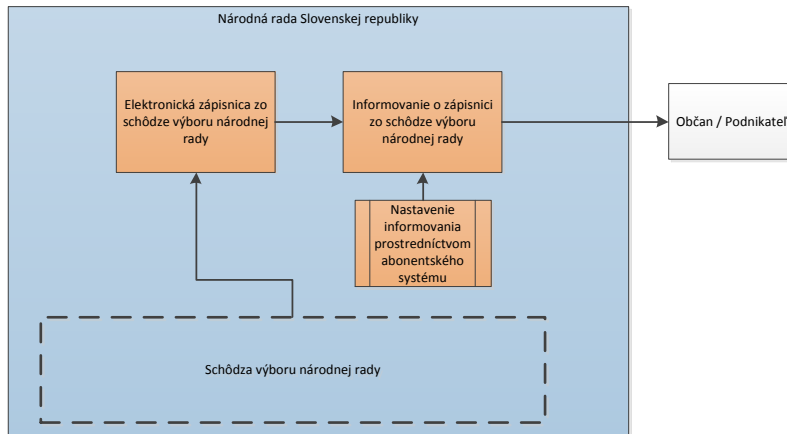 Národná rada Slovenskej republiky
Elektronická zápisnica zo
schôdze výboru národnej
rady
Informovanie o zápisnici
zo schôdze výboru
národnej rady
Občan / Podnikateľ
Nastavenie
informovania
prostredníctvom
abonentského
systému
Schôdza výboru národnej rady